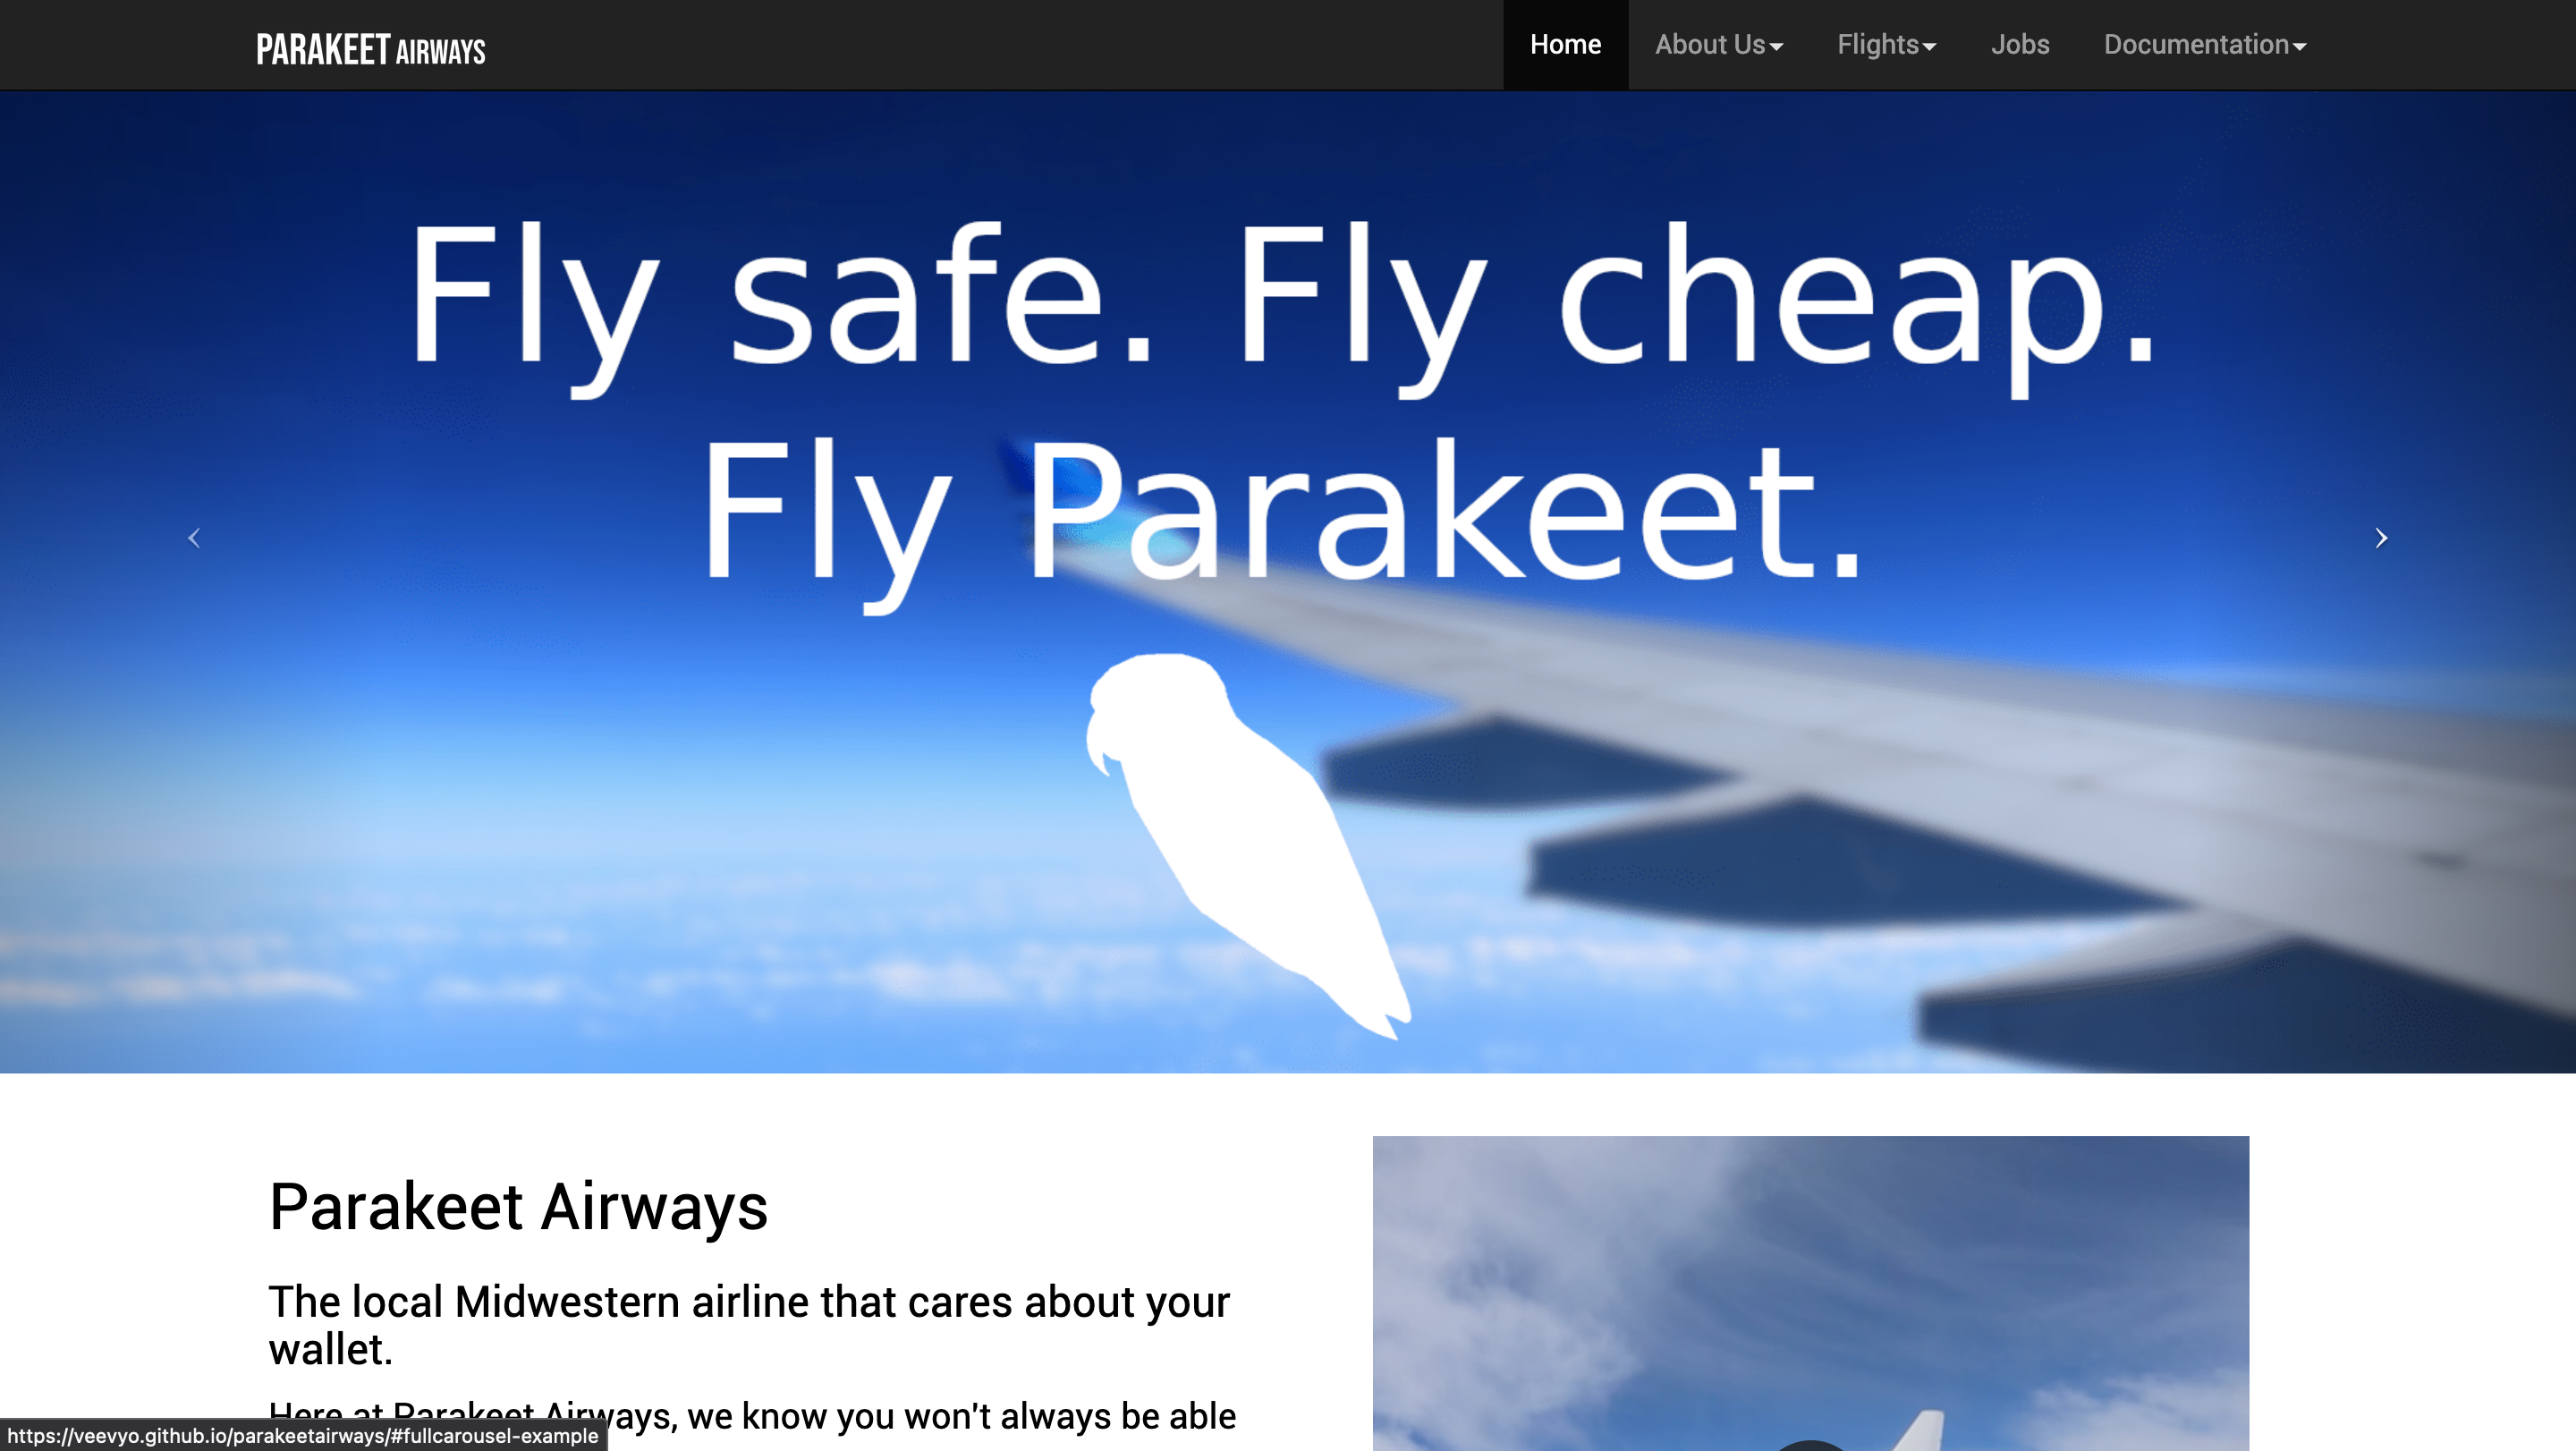 PARAKEET AIRWAYS
Home About Us Flights Jobs Documentation
Fly safe. Fly cheap.
Fly Parakeet.
Parakeet Airways
The local Midwestern airline that cares about your
wallet.
Here at Parakeet Airways, we know you won't always be able
https://veevyo.github.io/parakeetairways/#fullcarousel-example